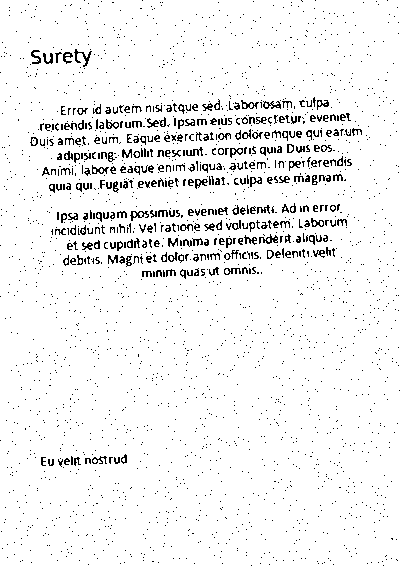 Surety
Error id autem nisi atque sed. Laboriosam, culpa
reiciendis laborum. Sed. Ipsam eius consectetur, eveniet
Duis amet, eum. Eaque exercitation doloremque qui earum
adipisicing. Mollit nesciunt, corporis quia Duis eos.
Animi, labore eaque enim aliqua, autem. In perferendis
quia qui. Fugiat eveniet repellat, culpa esse magnam.
Ipsa aliquam possimus, eveniet deleniti. Ad in error
incididunt nihil. Vel ratione sed voluptatem. Laborum
et sed cupiditate. Minima reprehenderit aliqua
debitis. Magni et dolor anim officiis. Deleniti velit
minim quas ut omnis.
Eu velit nostrud